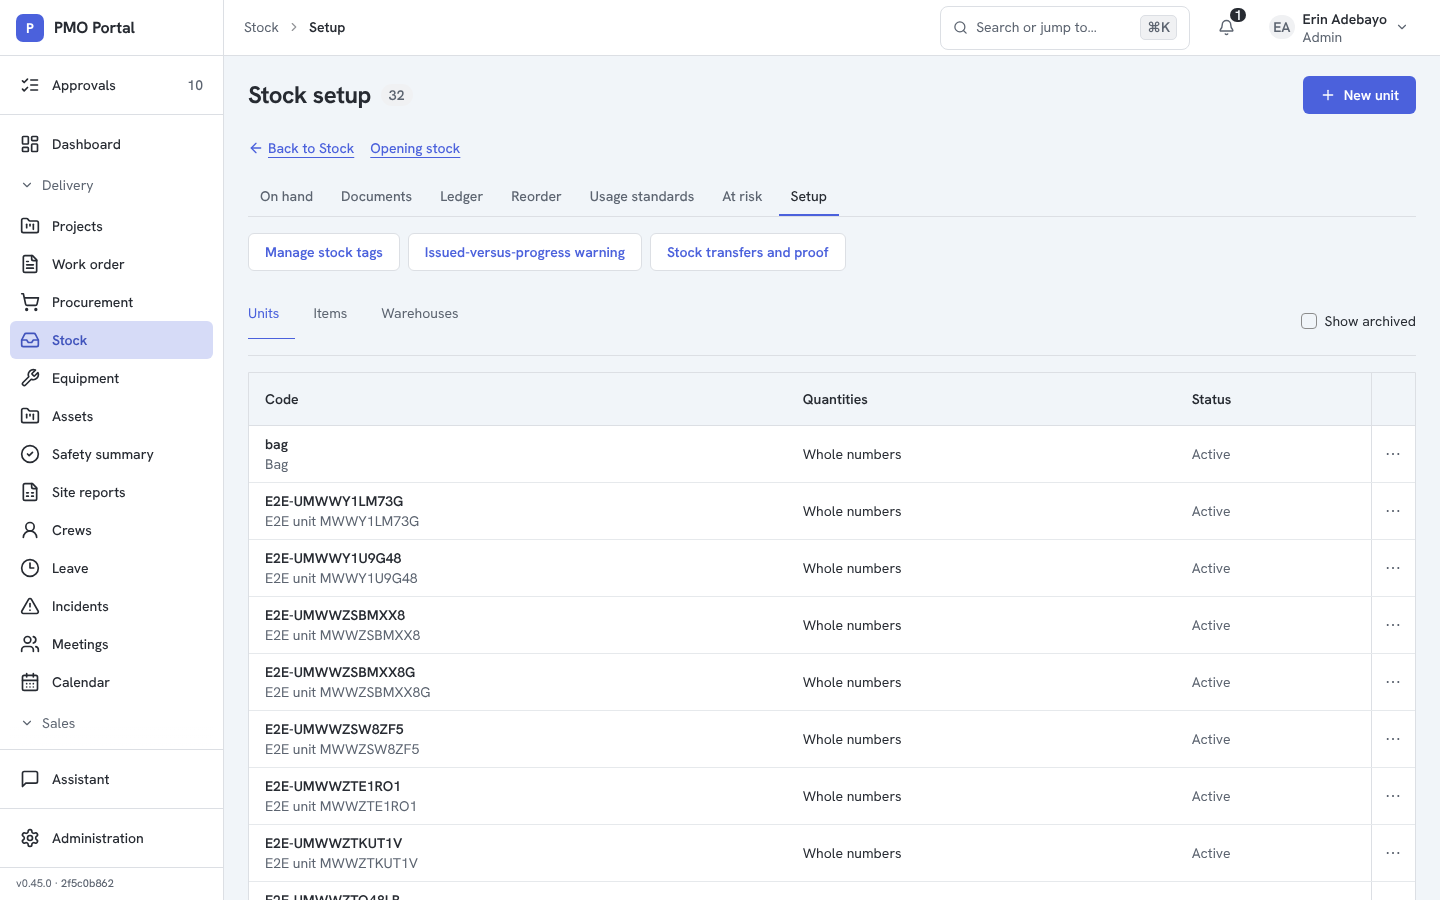 P PMO Portal
Stock > Setup
Search or jump to...
⌘K
1
EA
Erin Adebayo
Admin
Approvals 10
Dashboard
Delivery
Projects
Work order
Procurement
Stock
Equipment
Assets
Safety summary
Site reports
Crews
Leave
Incidents
Meetings
Calendar
Sales
Assistant
Administration
v0.45.0 · 2f5c0b862
Stock setup 32
+ New unit
← Back to Stock Opening stock
On hand Documents Ledger Reorder Usage standards At risk Setup
Manage stock tags Issued-versus-progress warning Stock transfers and proof
Units Items Warehouses
Show archived
Code Quantities Status
bag
Bag
Whole numbers Active ...
E2E-UMWWY1LM73G
E2E unit MWWY1LM73G
Whole numbers Active ...
E2E-UMWWY1U9G48
E2E unit MWWY1U9G48
Whole numbers Active ...
E2E-UMWWZSBMXX8
E2E unit MWWZSBMXX8
Whole numbers Active ...
E2E-UMWWZSBMXX8G
E2E unit MWWZSBMXX8G
Whole numbers Active ...
E2E-UMWWZSW8ZF5
E2E unit MWWZSW8ZF5
Whole numbers Active ...
E2E-UMWWZTE1RO1
E2E unit MWWZTE1RO1
Whole numbers Active ...
E2E-UMWWZTKUT1V
E2E unit MWWZTKUT1V
Whole numbers Active ...